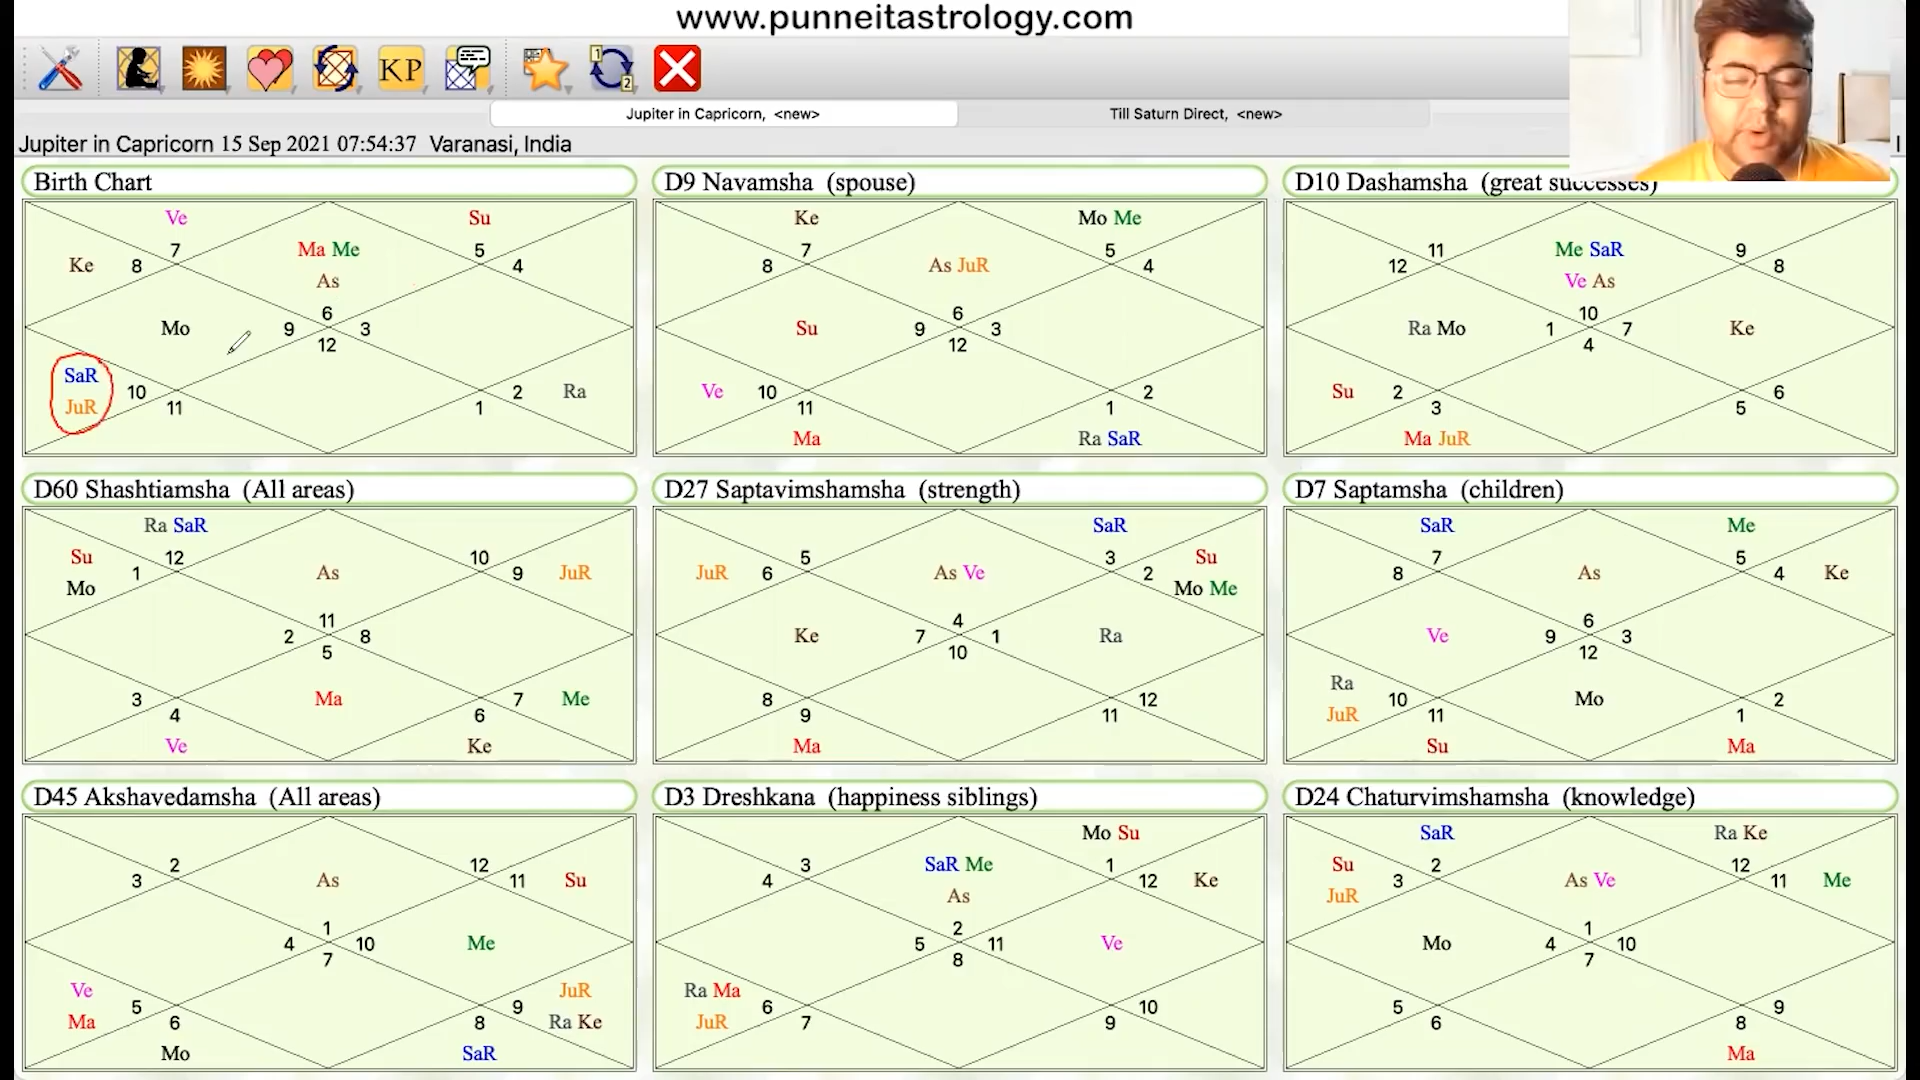 www.punneitastrology.com
KP
1
2
Jupiter in Capricorn, <new>
Till Saturn Direct, <new>
Jupiter in Capricorn 15 Sep 2021 07:54:37 Varanasi, India
Birth Chart
Ve
Su
7
Ma Me
5
Ke
8
4
As
6
Mo
9
3
12
SaR
10
2
Ra
JuR
11
1
D9 Navamsha (spouse)
Ke
Mo Me
7
5
8
As JuR
4
6
Su
9
3
12
Ve
10
2
11
1
Ma
Ra SaR
D10 Dashamsha (great successes)
11
Me SaR
9
12
8
Ve As
10
Ra Mo
1
7
Ke
4
Su
2
6
3
5
Ma JuR
D60 Shashtiamsha (All areas)
Ra SaR
Su
12
10
1
As
9
JuR
Mo
11
2
8
5
3
Ma
7
Me
4
6
Ve
Ke
D27 Saptavimshamsha (strength)
SaR
5
3
Su
JuR
6
As Ve
2
Mo Me
4
Ke
7
1
Ra
10
8
12
9
11
Ma
D7 Saptamsha (children)
SaR
Me
7
5
8
As
4
Ke
6
Ve
9
3
12
Ra
10
Mo
2
JuR
11
1
Su
Ma
D45 Akshavedamsha (All areas)
2
12
3
As
11
Su
1
4
10
Me
7
Ve
5
9
JuR
Ma
6
8
Ra Ke
Mo
SaR
D3 Dreshkana (happiness siblings)
Mo Su
3
SaR Me
1
4
12
Ke
As
2
5
11
Ve
8
Ra Ma
6
10
JuR
7
9
D24 Chaturvimshamsha (knowledge)
SaR
Ra Ke
Su
2
12
3
As Ve
11
Me
JuR
1
Mo
4
10
7
5
9
6
8
Ma